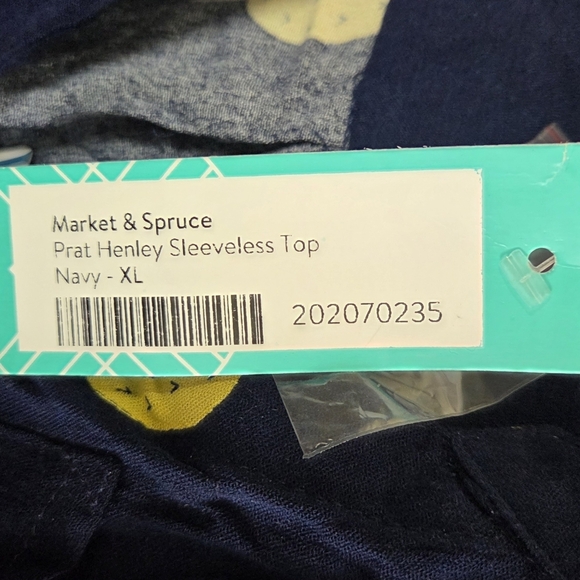 Market & Spruce
Prat Henley Sleeveless Top
Navy - XL
202070235